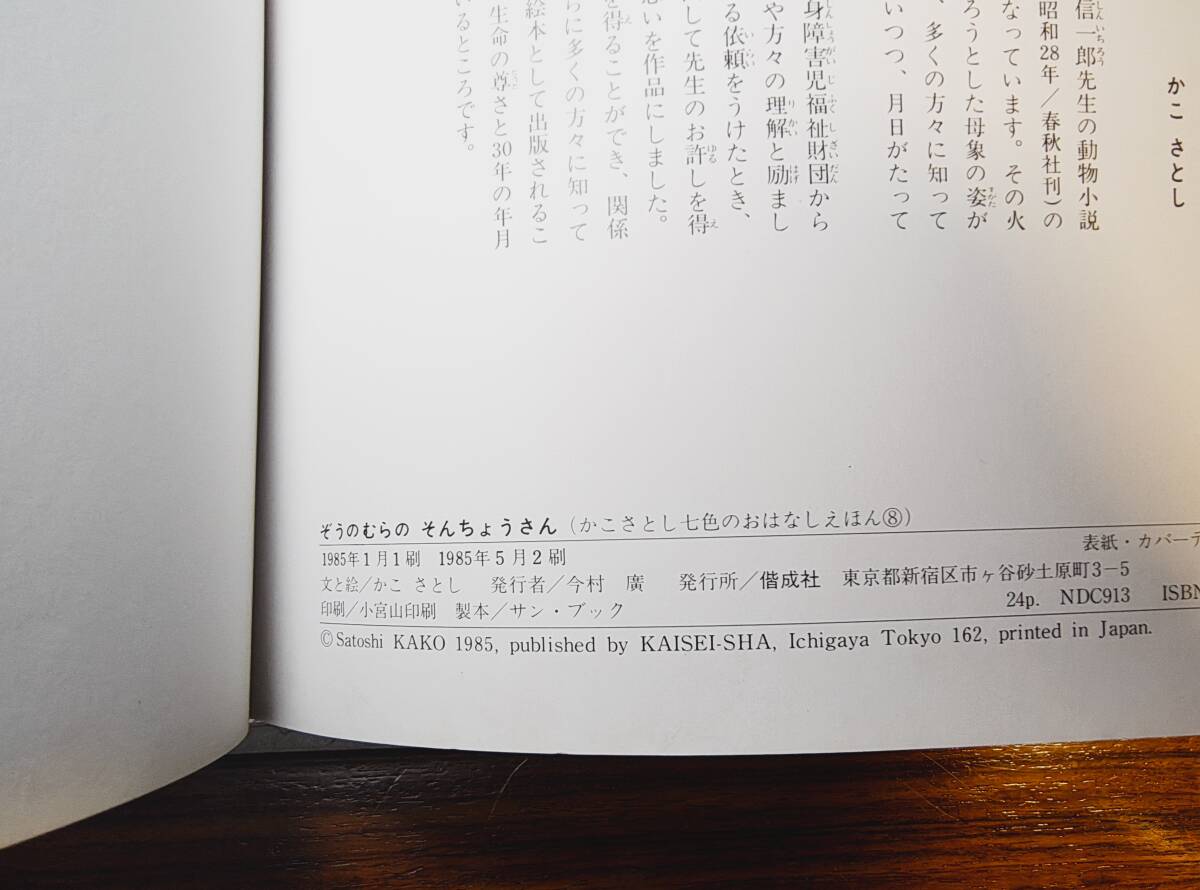 かこ さとし
信一郎先生の動物小説
昭和28年/春秋社刊)の
なっています。その火
ろうとした母象の姿が
、多くの方々に知って
いつつ、月日がたって
身障害児福祉財団から
や方々の理解と励まし
る依頼をうけたとき、
して先生のお許しを得
思いを作品にしました。
を得ることができ、関係
らに多くの方々に知って
絵本として出版されるこ
生命の尊さと30年の年月
いるところです。
ぞうのむらの そんちょうさん (かこさとし七色のおはなしえほん⑧)
1985年1月1刷 1985年5月2刷 表紙・カバーデ
文と絵/かこ さとし 発行者/今村 廣 発行所/偕成社 東京都新宿区市ヶ谷砂土原町3-5
印刷/小宮山印刷 製本/サン・ブック 24p. NDC913 ISBN
©Satoshi KAKO 1985, published by KAISEI-SHA, Ichigaya Tokyo 162, printed in Japan.